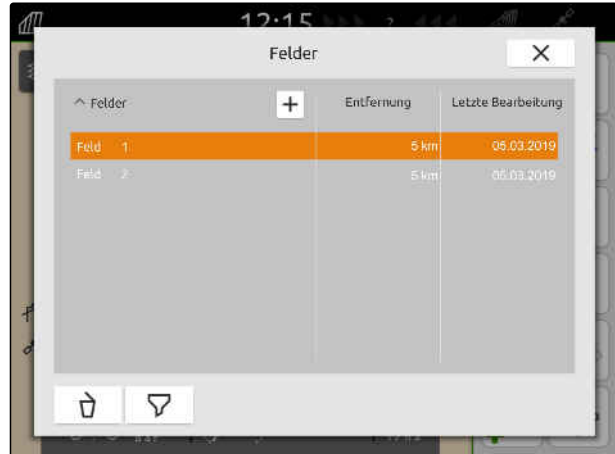 12:15
Felder
Felder + Entfernung Letzte Bearbeitung
Feld 1 5 km 05.03.2019
Feld 2 5 km 05.03.2019